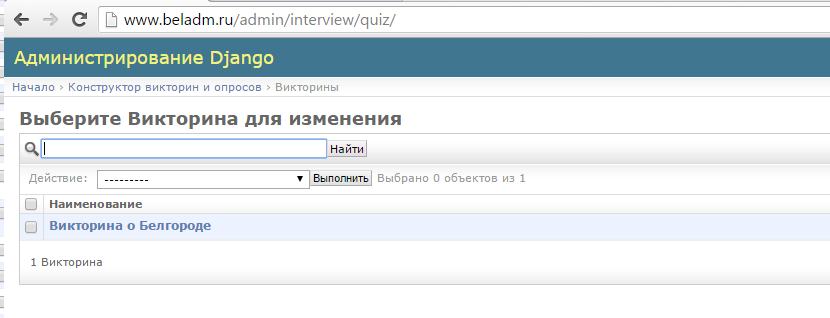 www.beladm.ru/admin/interview/quiz/
Администрирование Django
Начало › Конструктор викторин и опросов › Викторины
Выберите Викторина для изменения
Найти
Действие: --------- Выполнить Выбрано 0 объектов из 1
Наименование
Викторина о Белгороде
1 Викторина